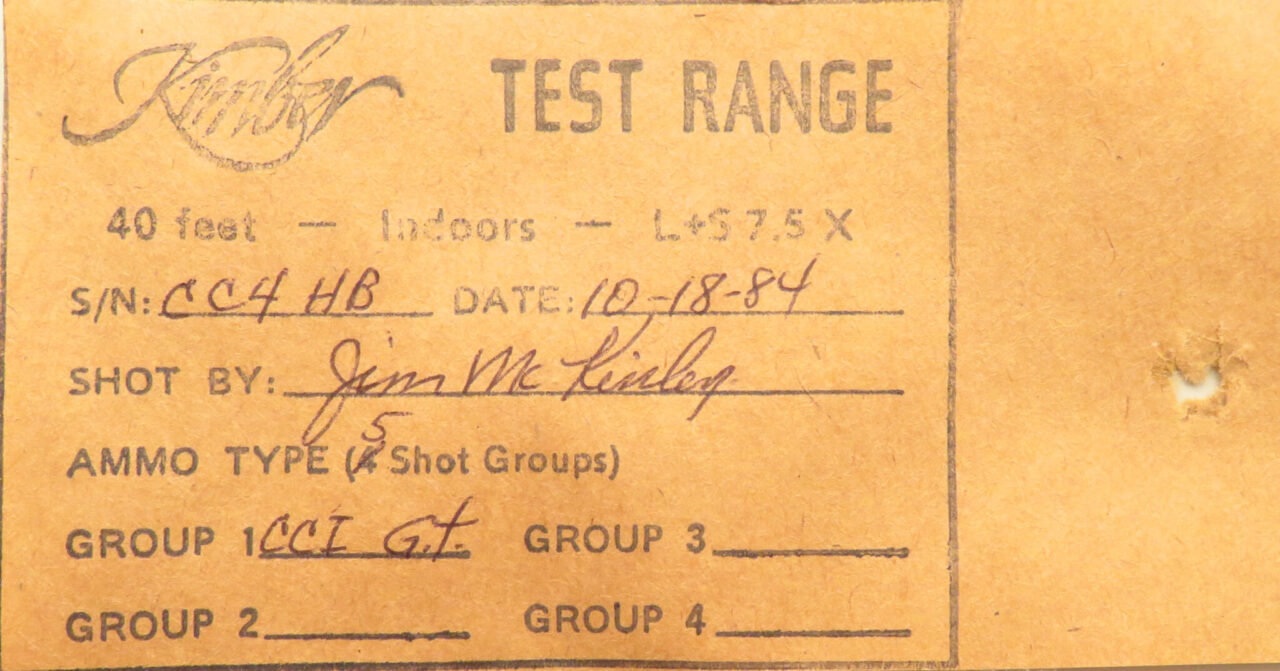 Kimber TEST RANGE
40 feet — Indoors — L+S 7.5 X
S/N: CC4 HB DATE: 10-18-84
SHOT BY: Jim McKinley
5
AMMO TYPE (4 Shot Groups)
GROUP 1 CCI G.t. GROUP 3
GROUP 2 GROUP 4